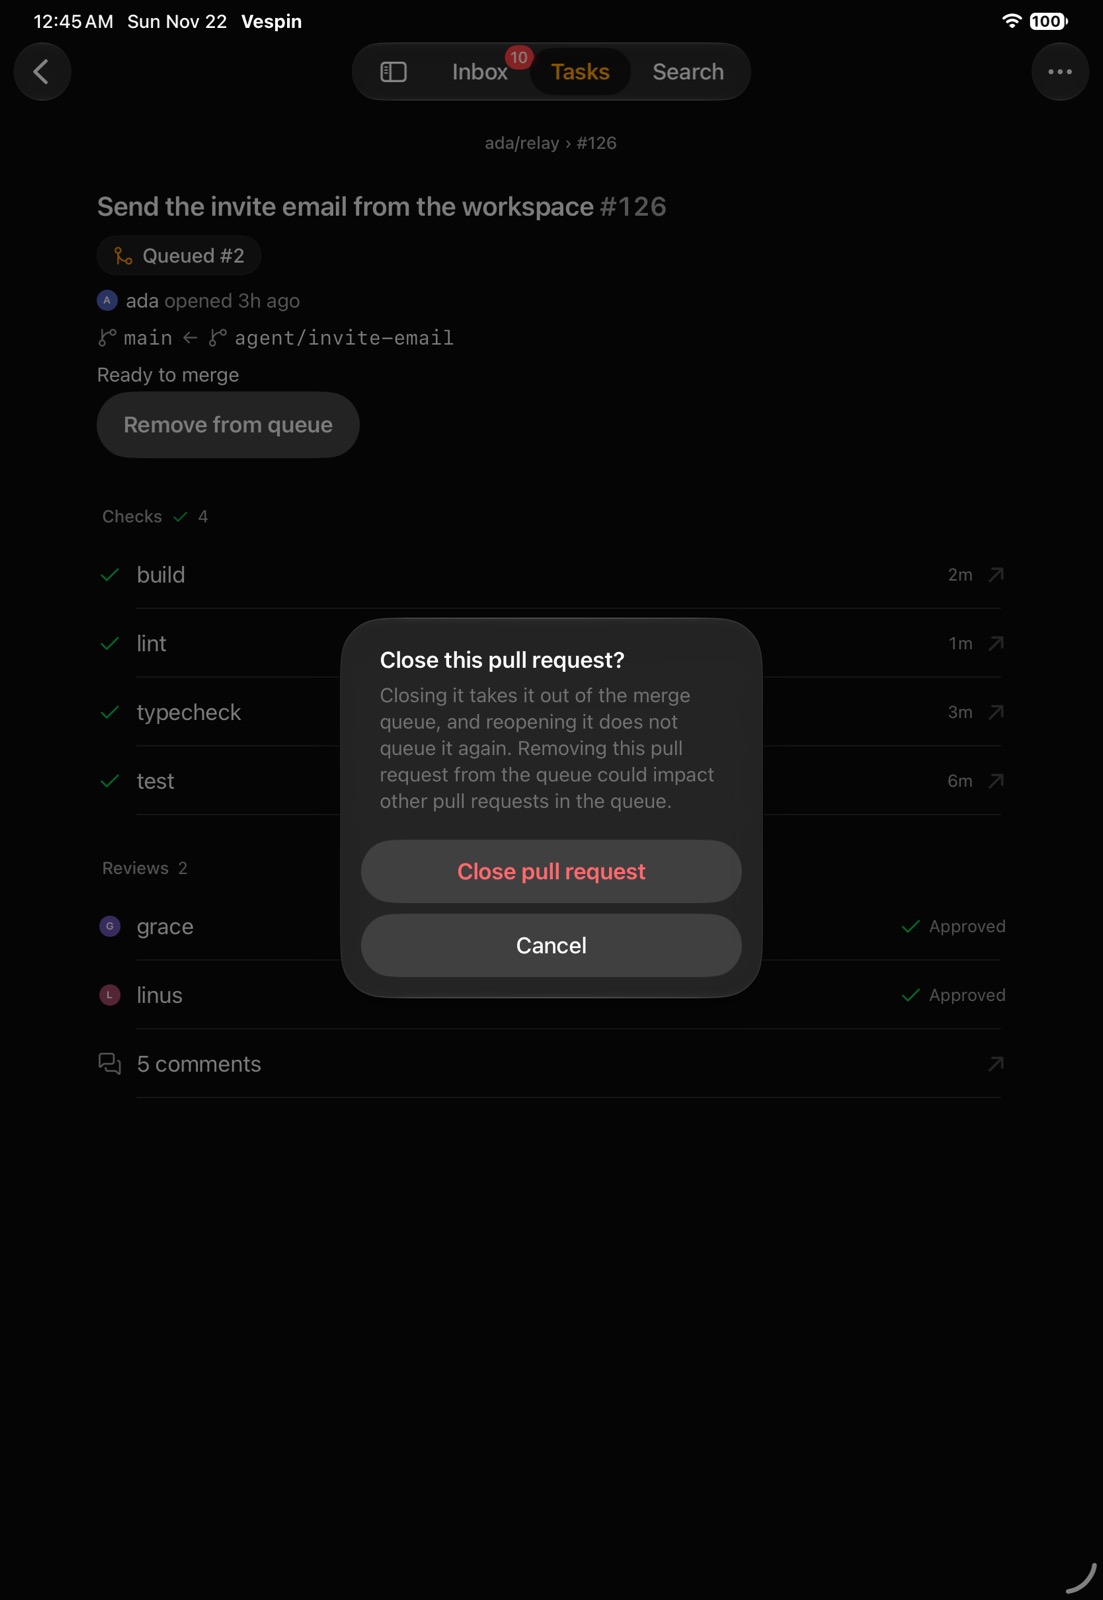 12:45 AM Sun Nov 22 Vespin
100
Inbox 10 Tasks Search
ada/relay › #126
Send the invite email from the workspace #126
Queued #2
A ada opened 3h ago
main ← agent/invite-email
Ready to merge
Remove from queue
Checks ✓ 4
build 2m
lint 1m
typecheck 3m
test 6m
Close this pull request?
Closing it takes it out of the merge
queue, and reopening it does not
queue it again. Removing this pull
request from the queue could impact
other pull requests in the queue.
Close pull request
Cancel
Reviews 2
G grace Approved
L linus Approved
5 comments